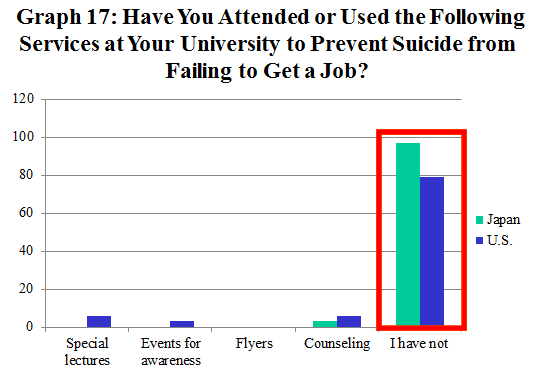 Graph 17: Have You Attended or Used the Following
Services at Your University to Prevent Suicide from
Failing to Get a Job?
120
100
80
60
40
20
0
Special
lectures
Events for
awareness
Flyers
Counseling
I have not
Japan
U.S.